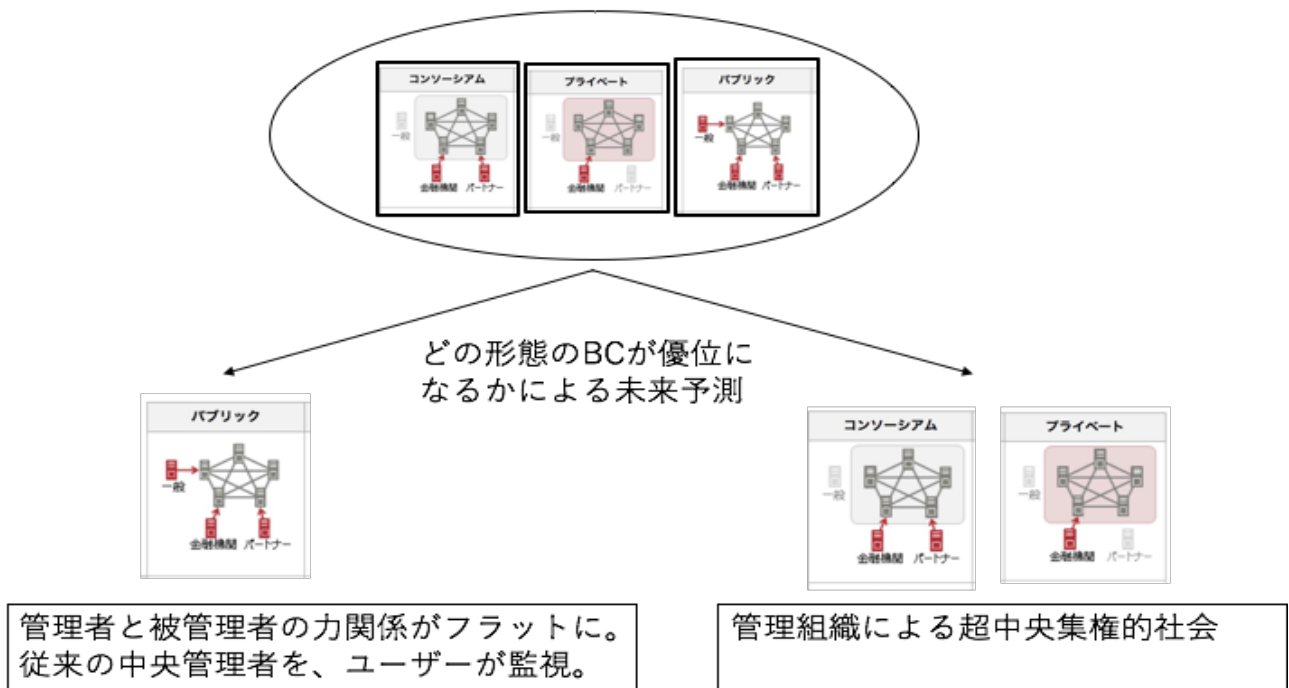 コンソーシアム
一般
金融機関 パートナー
プライベート
一般
金融機関 パートナー
パブリック
一般
金融機関 パートナー
どの形態のBCが優位に
なるかによる未来予測
パブリック
一般
金融機関 パートナー
コンソーシアム
一般
金融機関 パートナー
プライベート
一般
金融機関 パートナー
管理者と被管理者の力関係がフラットに。
従来の中央管理者を、ユーザーが監視。
管理組織による超中央集権的社会